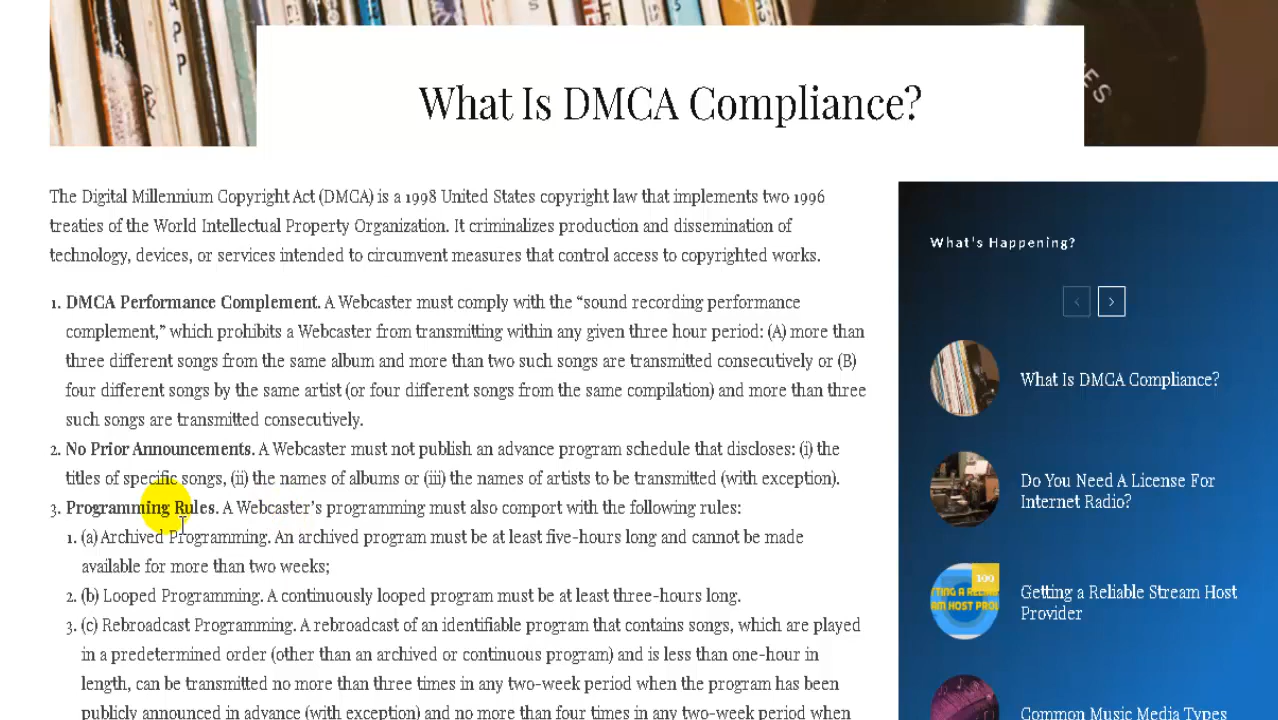 What Is DMCA Compliance?
The Digital Millennium Copyright Act (DMCA) is a 1998 United States copyright law that implements two 1996
treaties of the World Intellectual Property Organization. It criminalizes production and dissemination of
technology, devices, or services intended to circumvent measures that control access to copyrighted works.
1. DMCA Performance Complement. A Webcaster must comply with the “sound recording performance
complement,” which prohibits a Webcaster from transmitting within any given three hour period: (A) more than
three different songs from the same album and more than two such songs are transmitted consecutively or (B)
four different songs by the same artist (or four different songs from the same compilation) and more than three
such songs are transmitted consecutively.
2. No Prior Announcements. A Webcaster must not publish an advance program schedule that discloses: (i) the
titles of specific songs, (ii) the names of albums or (iii) the names of artists to be transmitted (with exception).
3. Programming Rules. A Webcaster’s programming must also comport with the following rules:
1. (a) Archived Programming. An archived program must be at least five-hours long and cannot be made
available for more than two weeks;
2. (b) Looped Programming. A continuously looped program must be at least three-hours long.
3. (c) Rebroadcast Programming. A rebroadcast of an identifiable program that contains songs, which are played
in a predetermined order (other than an archived or continuous program) and is less than one-hour in
length, can be transmitted no more than three times in any two-week period when the program has been
publicly announced in advance (with exception) and no more than four times in any two-week period when
What's Happening?
What Is DMCA Compliance?
Do You Need A License For
Internet Radio?
Getting a Reliable Stream Host
Provider
Common Music Media Types